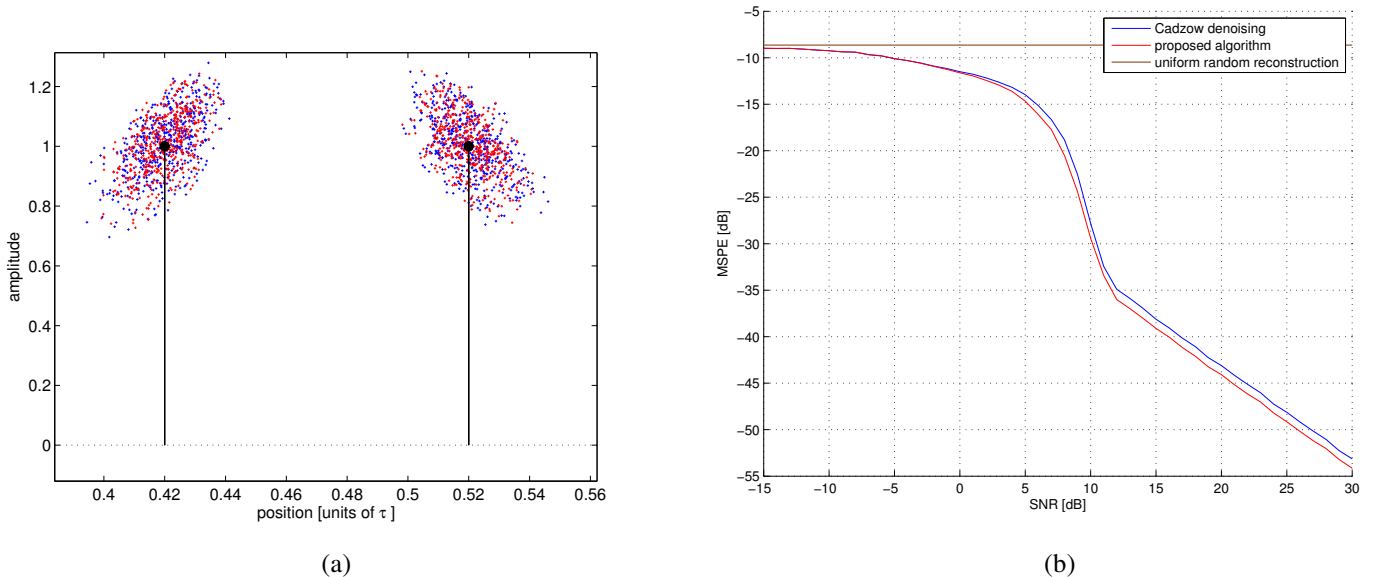 1.2
1
0.8
0.6
0.4
0.2
0
amplitude
0.4 0.42 0.44 0.46 0.48 0.5 0.52 0.54 0.56
position [units of τ ]
(a)
−5
−10
−15
−20
−25
−30
−35
−40
−45
−50
−55
MSPE [dB]
Cadzow denoising
proposed algorithm
uniform random reconstruction
−15 −10 −5 0 5 10 15 20 25 30
SNR [dB]
(b)